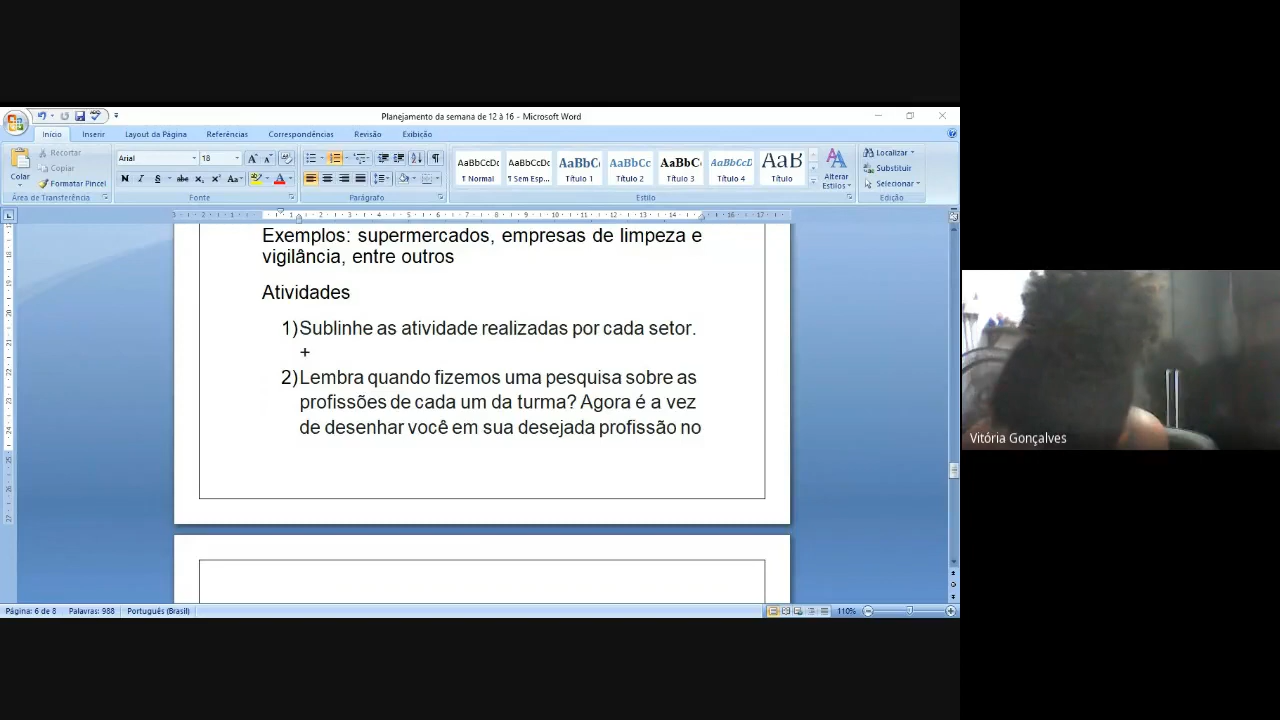 Planejamento da semana de 12 à 16 - Microsoft Word
Início Inserir Layout da Página Referências Correspondências Revisão Exibição
Colar
Recortar
Copiar
Formatar Pincel
Área de Transferência
Arial 18
N I S abc X₂ X² Aa
Fonte
Parágrafo
AaBbCcDc AaBbCcDc AaBbC AaBbCc AaBbC AaBbCcD AaB
¶ Normal ¶ Sem Esp... Título 1 Título 2 Título 3 Título 4 Título
Alterar Estilos
Estilo
Localizar
Substituir
Selecionar
Edição
Exemplos: supermercados, empresas de limpeza e
vigilância, entre outros
Atividades
1)Sublinhe as atividade realizadas por cada setor.
+
2)Lembra quando fizemos uma pesquisa sobre as
profissões de cada um da turma? Agora é a vez
de desenhar você em sua desejada profissão no
Vitória Gonçalves
Página: 6 de 8 Palavras: 988 Português (Brasil) 110%